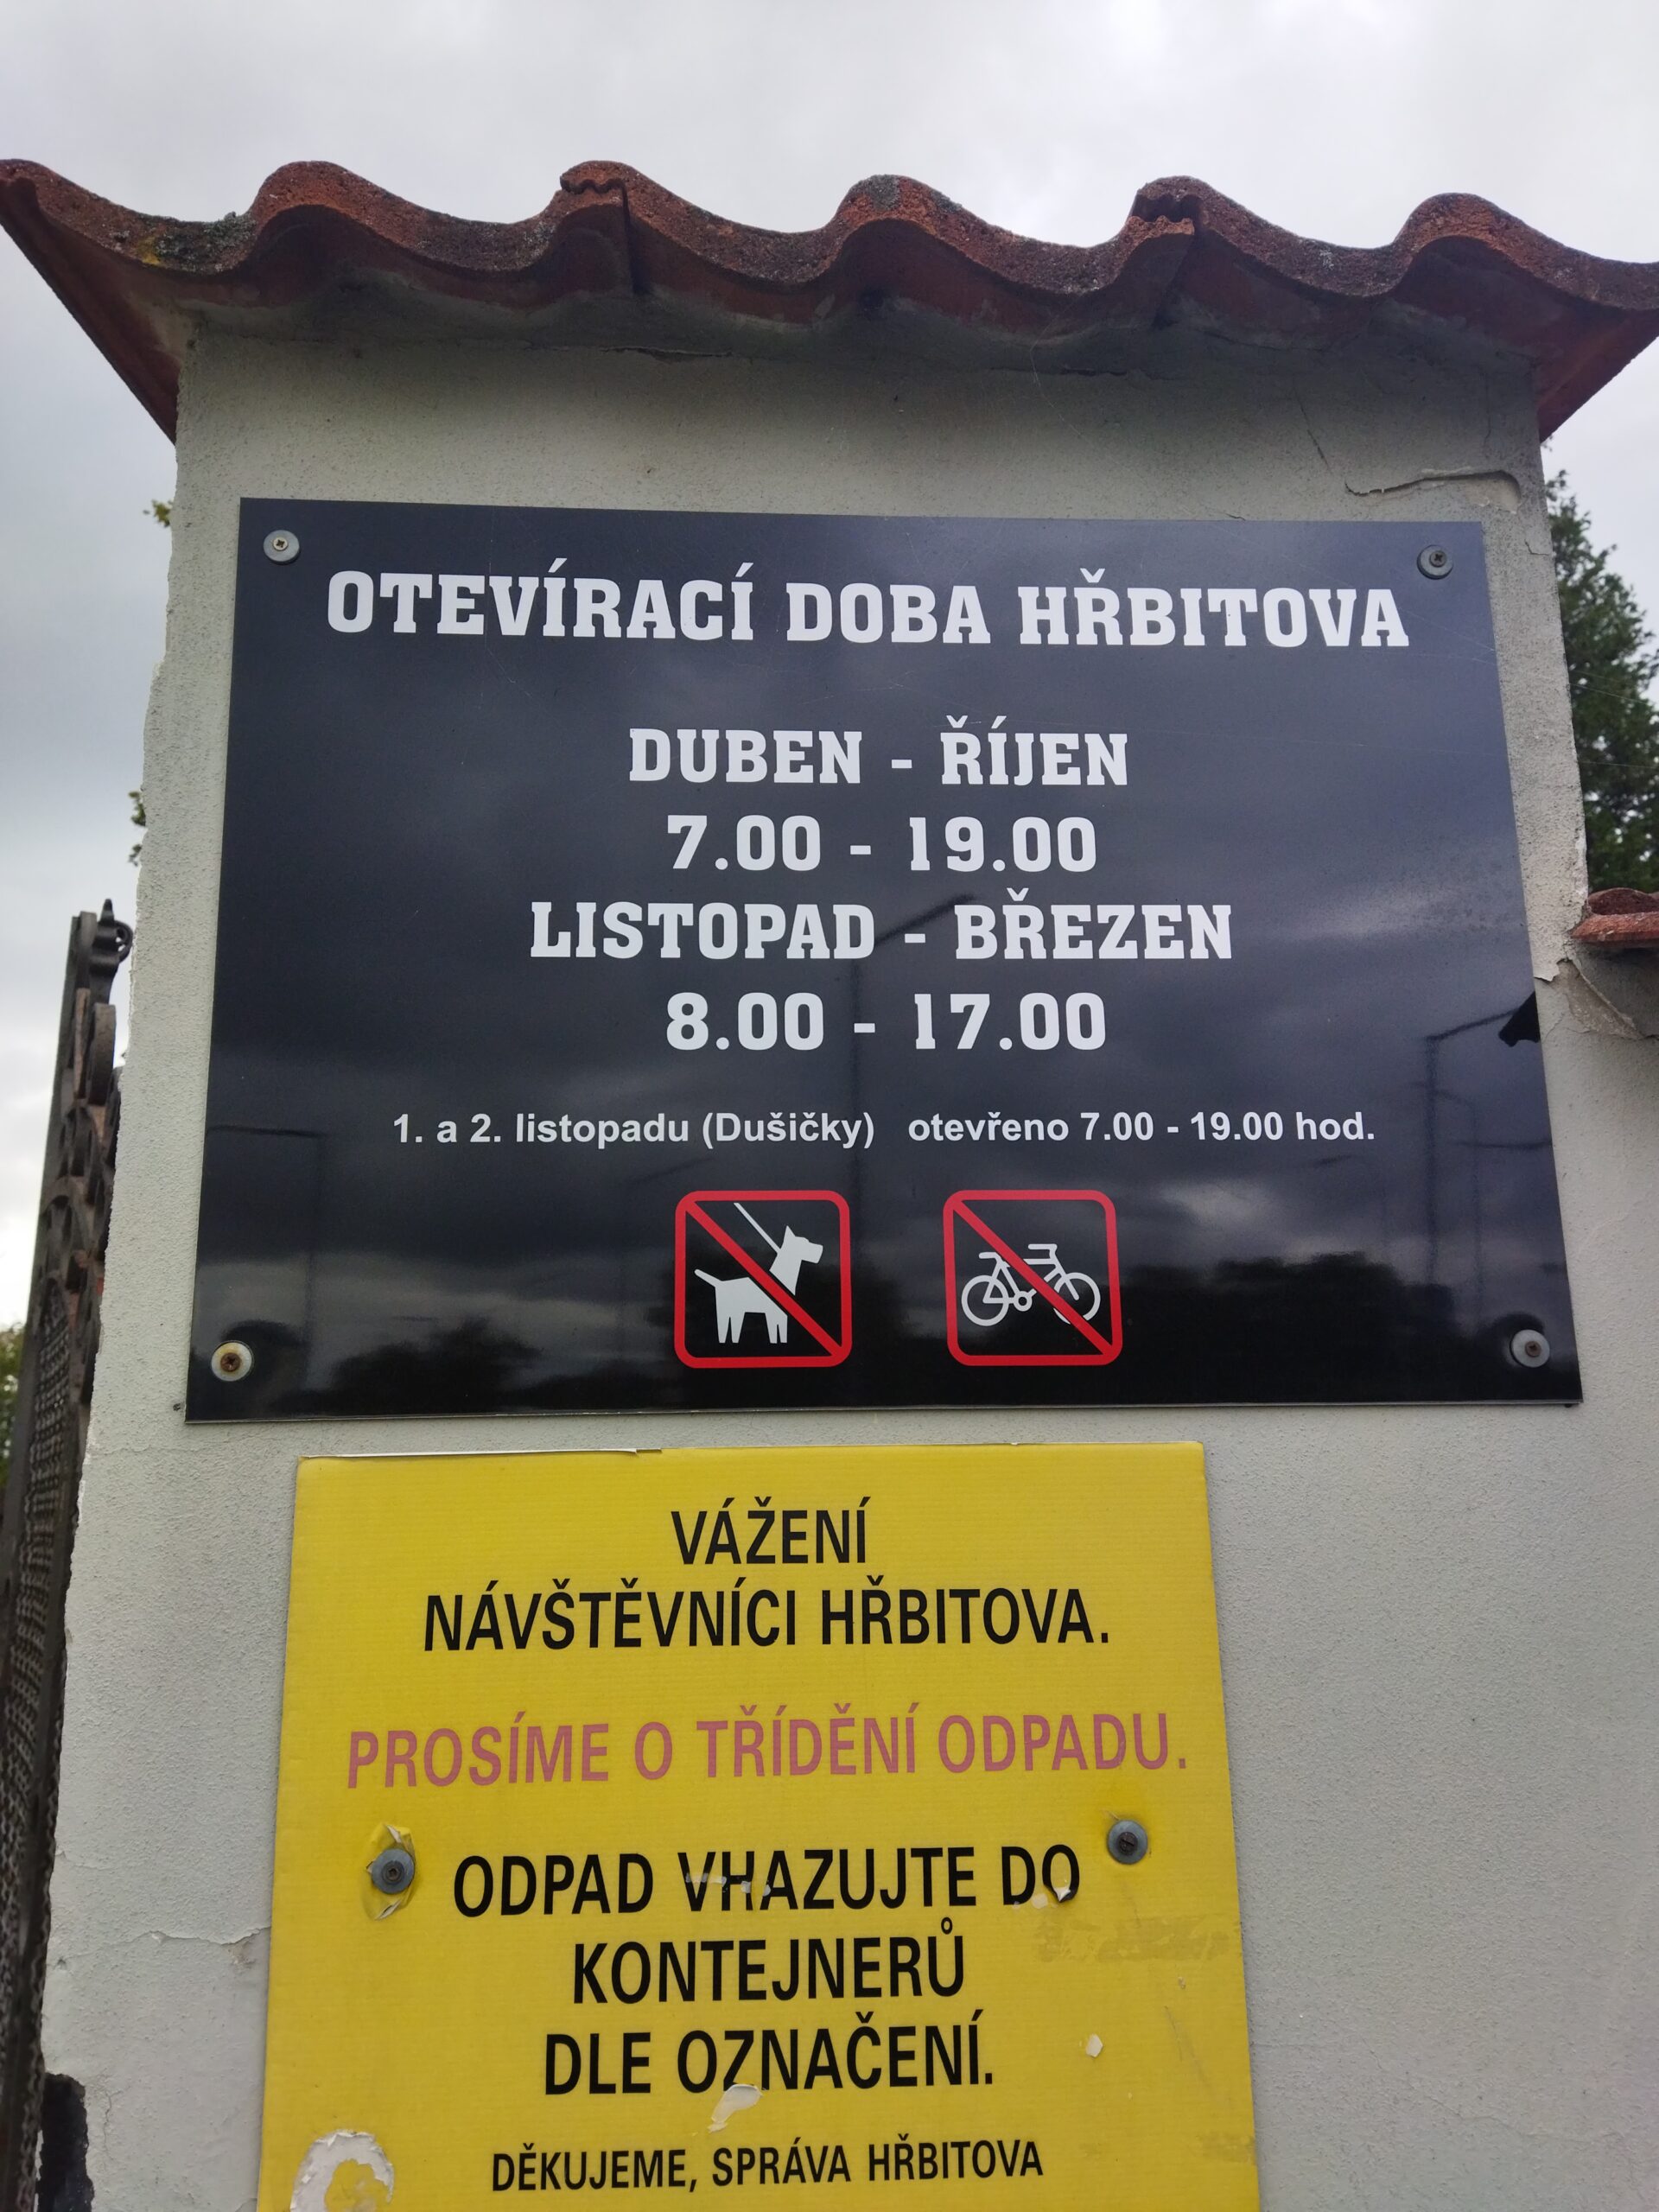 OTEVÍRACÍ DOBA HŘBITOVA
DUBEN - ŘÍJEN
7.00 - 19.00
LISTOPAD - BŘEZEN
8.00 - 17.00
1. a 2. listopadu (Dušičky) otevřeno 7.00 - 19.00 hod.
VÁŽENÍ
NÁVŠTĚVNÍCI HŘBITOVA.
PROSÍME O TŘÍDĚNÍ ODPADU.
ODPAD VHAZUJTE DO
KONTEJNERŮ
DLE OZNAČENÍ.
DĚKUJEME, SPRÁVA HŘBITOVA